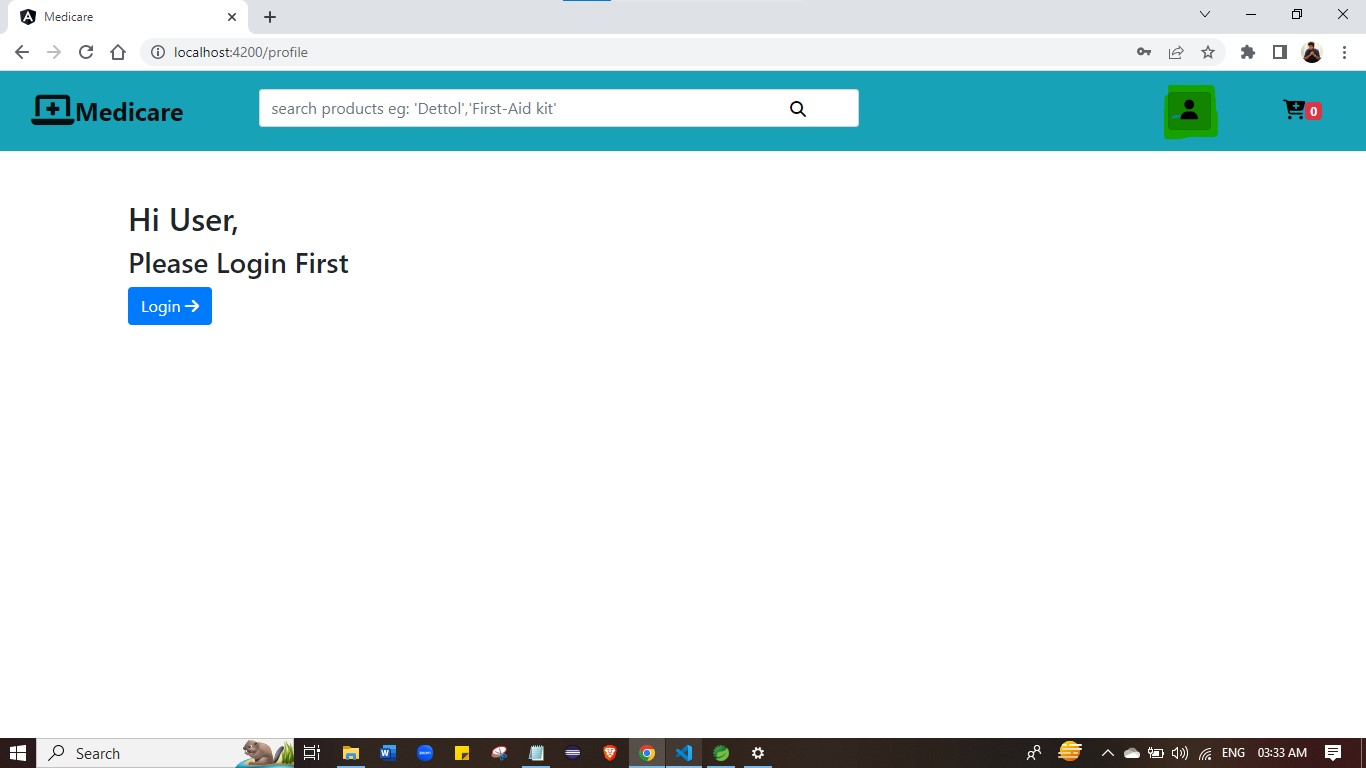 Medicare
localhost:4200/profile
Medicare
search products eg: 'Dettol','First-Aid kit'
0
Hi User,
Please Login First
Login
Search
ENG
03:33 AM